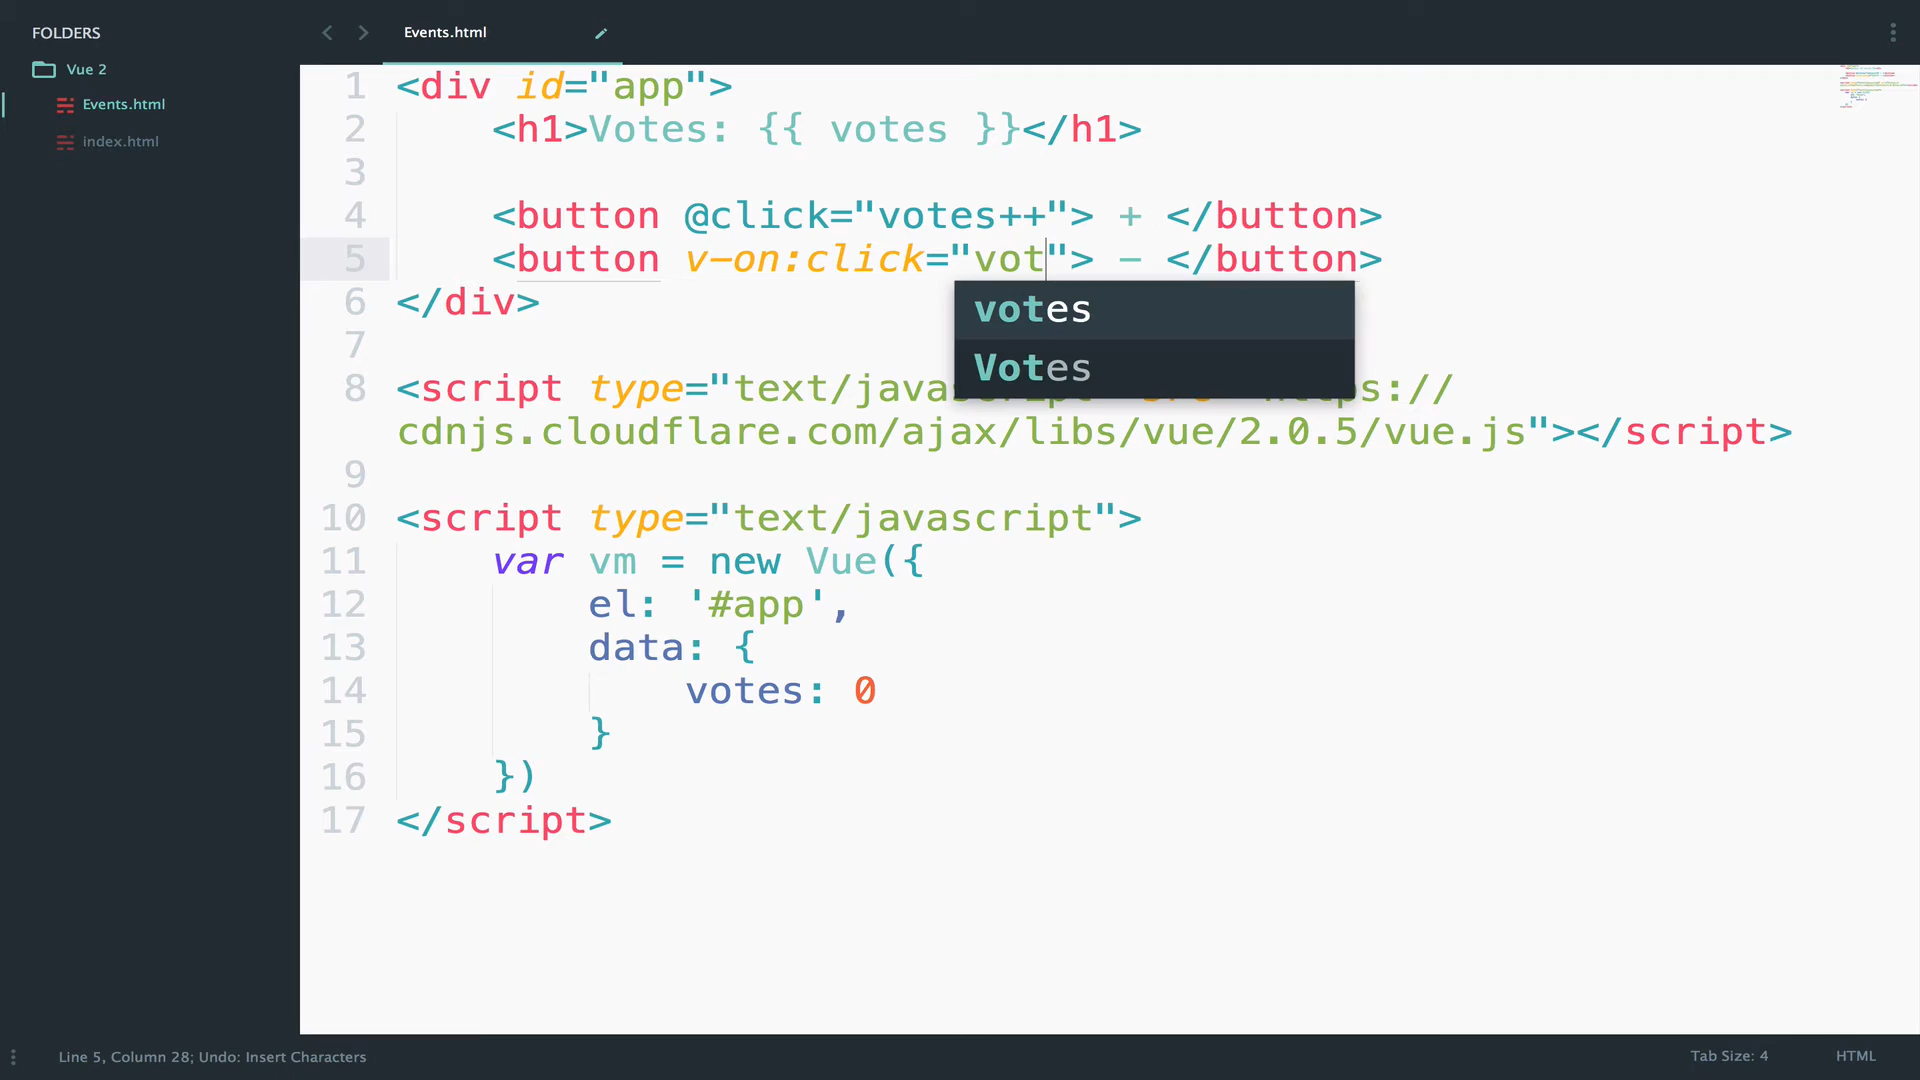 FOLDERS
Vue 2
Events.html
index.html
Events.html
1 <div id="app">
2 <h1>Votes: {{ votes }}</h1>
3
4 <button @click="votes++"> + </button>
5 <button v-on:click="vot"> - </button>
votes
Votes
6 </div>
7
8 <script type="text/javascript" src="https://
cdnjs.cloudflare.com/ajax/libs/vue/2.0.5/vue.js"></script>
9
10 <script type="text/javascript">
11 var vm = new Vue({
12 el: '#app',
13 data: {
14 votes: 0
15 }
16 })
17 </script>
Line 5, Column 28; Undo: Insert Characters
Tab Size: 4
HTML